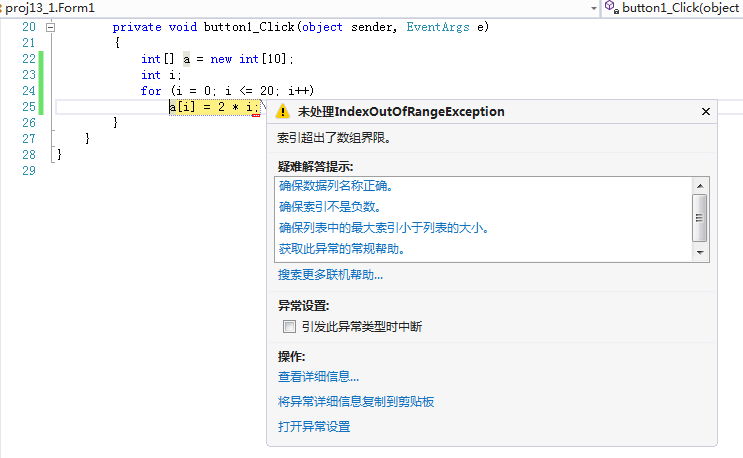 proj13_1.Form1
button1_Click(object
20 private void button1_Click(object sender, EventArgs e)
21 {
22 int[] a = new int[10];
23 int i;
24 for (i = 0; i <= 20; i++)
25 a[i] = 2 * i;
26 }
27 }
28 }
29
未处理IndexOutOfRangeException
索引超出了数组界限。
疑难解答提示:
确保数据列名称正确。
确保索引不是负数。
确保列表中的最大索引小于列表的大小。
获取此异常的常规帮助。
搜索更多联机帮助...
异常设置:
引发此异常类型时中断
操作:
查看详细信息...
将异常详细信息复制到剪贴板
打开异常设置